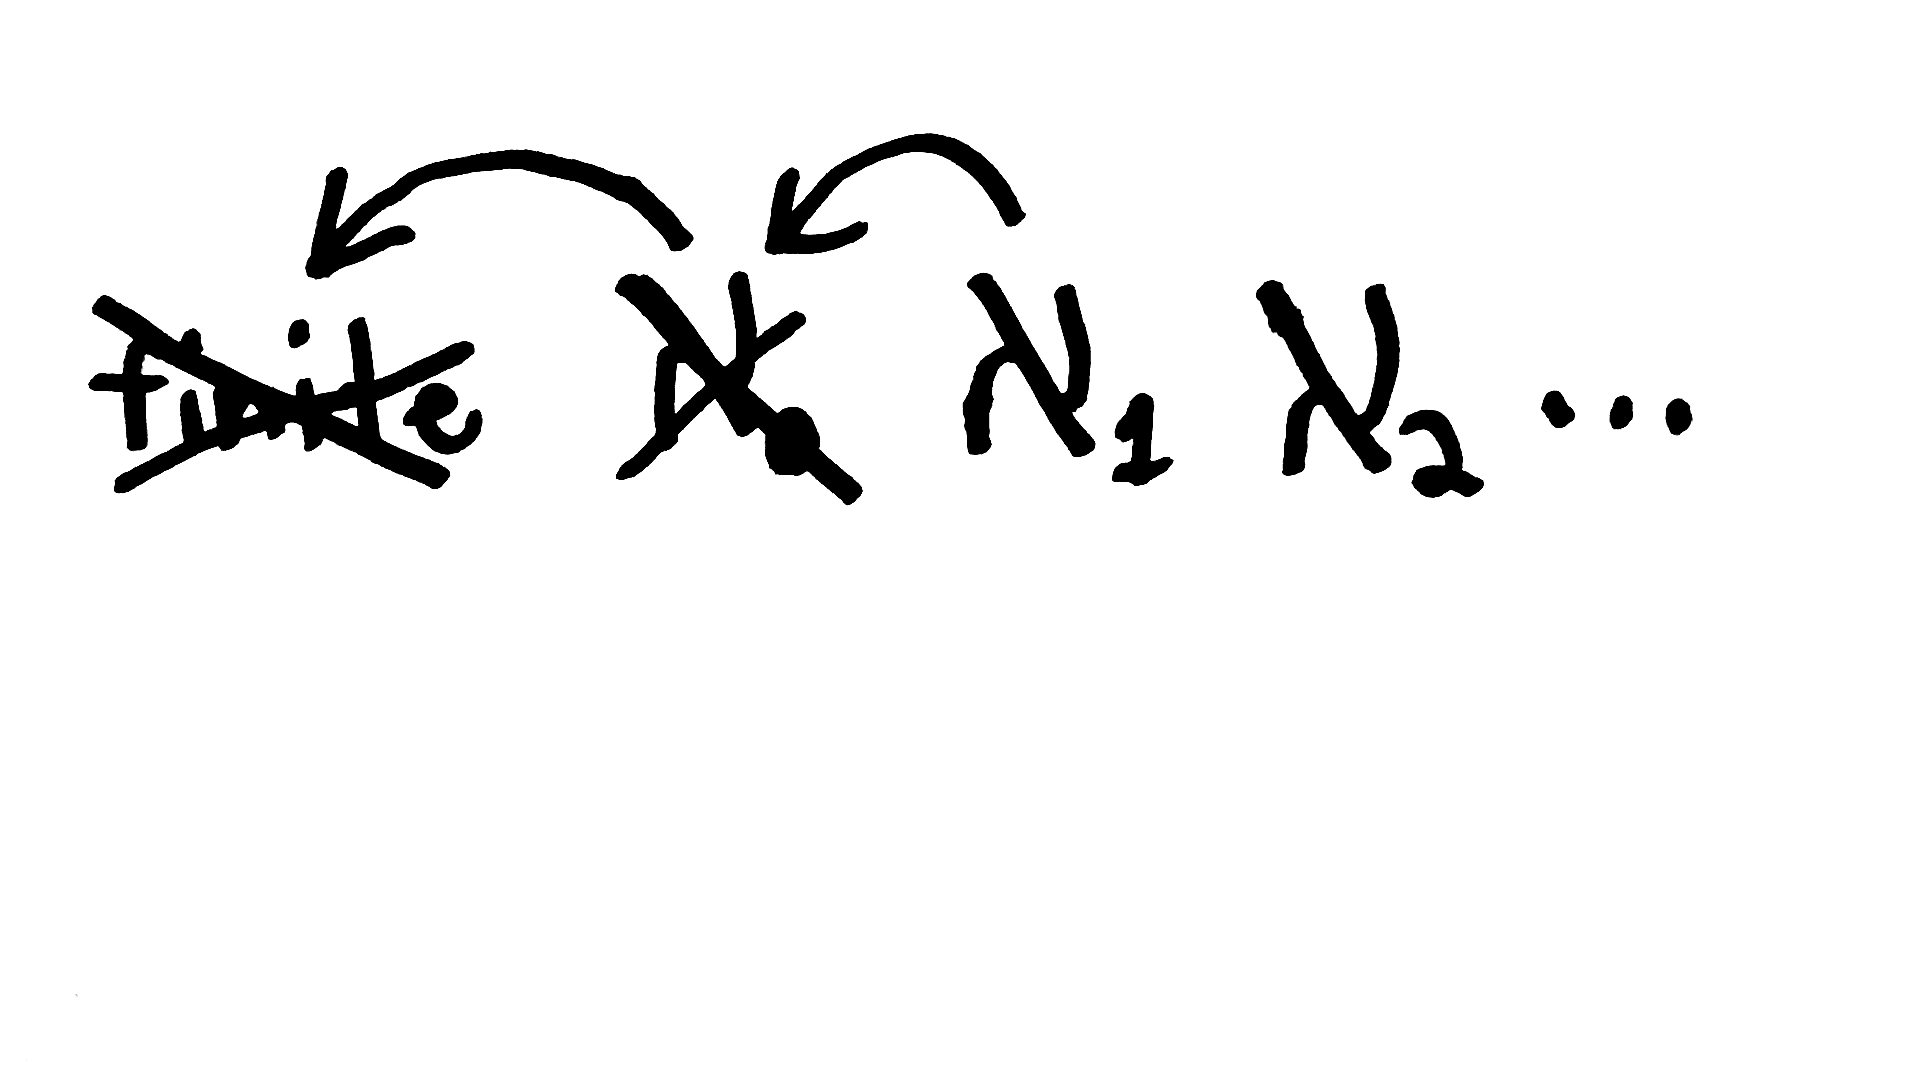 finite ℵ₀ ℵ₁ ℵ₂ ...